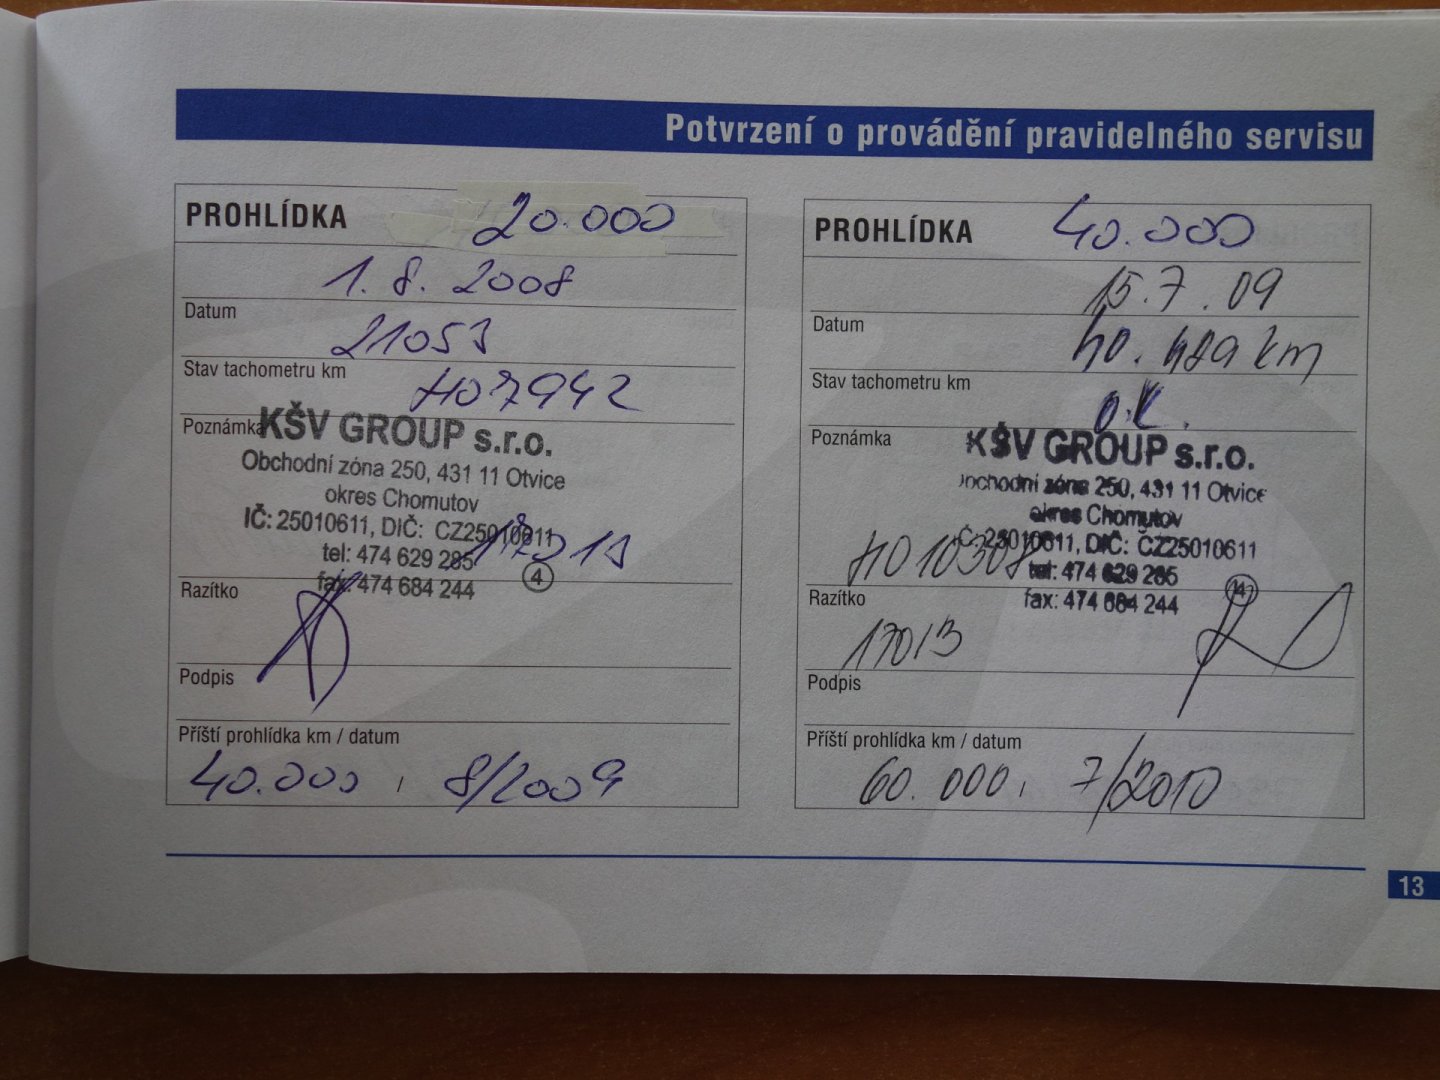 Potvrzení o provádění pravidelného servisu
PROHLÍDKA 20.000
1. 8. 2008
Datum
21053
Stav tachometru km
H07942
Poznámka
KŠV GROUP s.r.o.
Obchodní zóna 250, 431 11 Otvice
okres Chomutov
IČ: 25010611, DIČ: CZ25010611
tel: 474 629 285
fax: 474 684 244
4
Razítko
Podpis
Příští prohlídka km / datum
40.000 / 8/2009
PROHLÍDKA 40.000
15.7.09
Datum
40.489 km
Stav tachometru km
O.K.
Poznámka
KŠV GROUP s.r.o.
Obchodní zóna 250, 431 11 Otvice
okres Chomutov
IČ: 25010611, DIČ: CZ25010611
tel: 474 629 285
fax: 474 684 244
Razítko
17013
Podpis
Příští prohlídka km / datum
60.000 / 7/2010
13